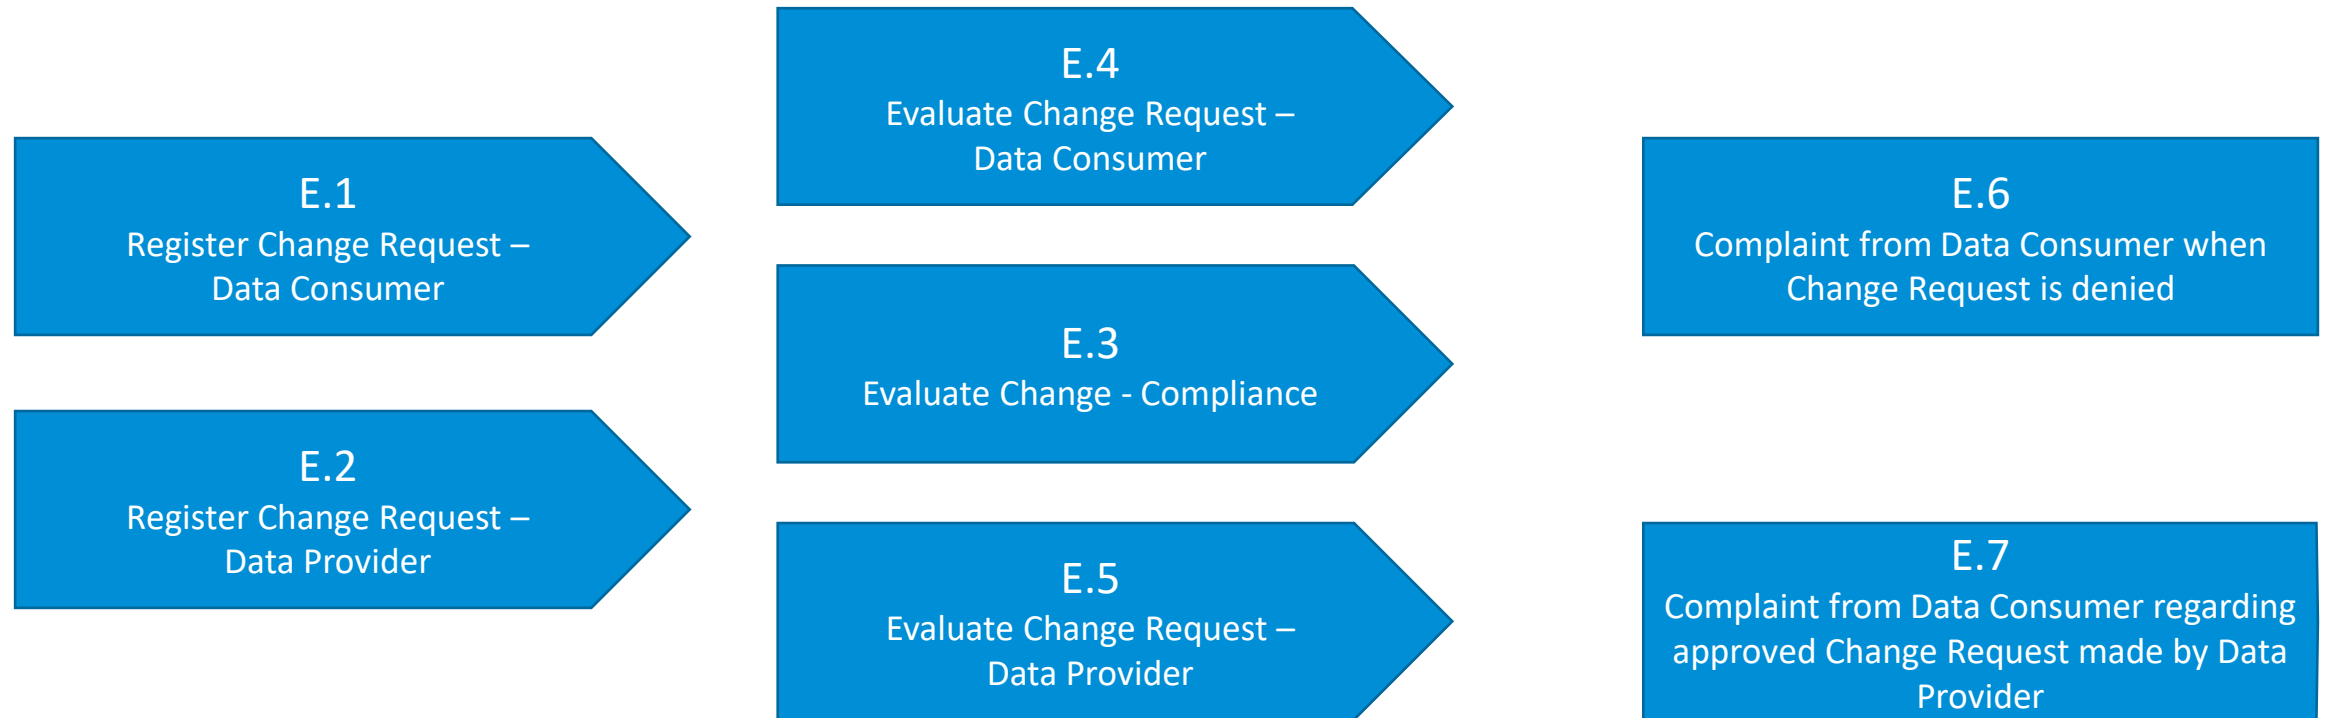 E.1
Register Change Request –
Data Consumer
E.2
Register Change Request –
Data Provider
E.4
Evaluate Change Request –
Data Consumer
E.3
Evaluate Change - Compliance
E.5
Evaluate Change Request –
Data Provider
E.6
Complaint from Data Consumer when
Change Request is denied
E.7
Complaint from Data Consumer regarding
approved Change Request made by Data
Provider